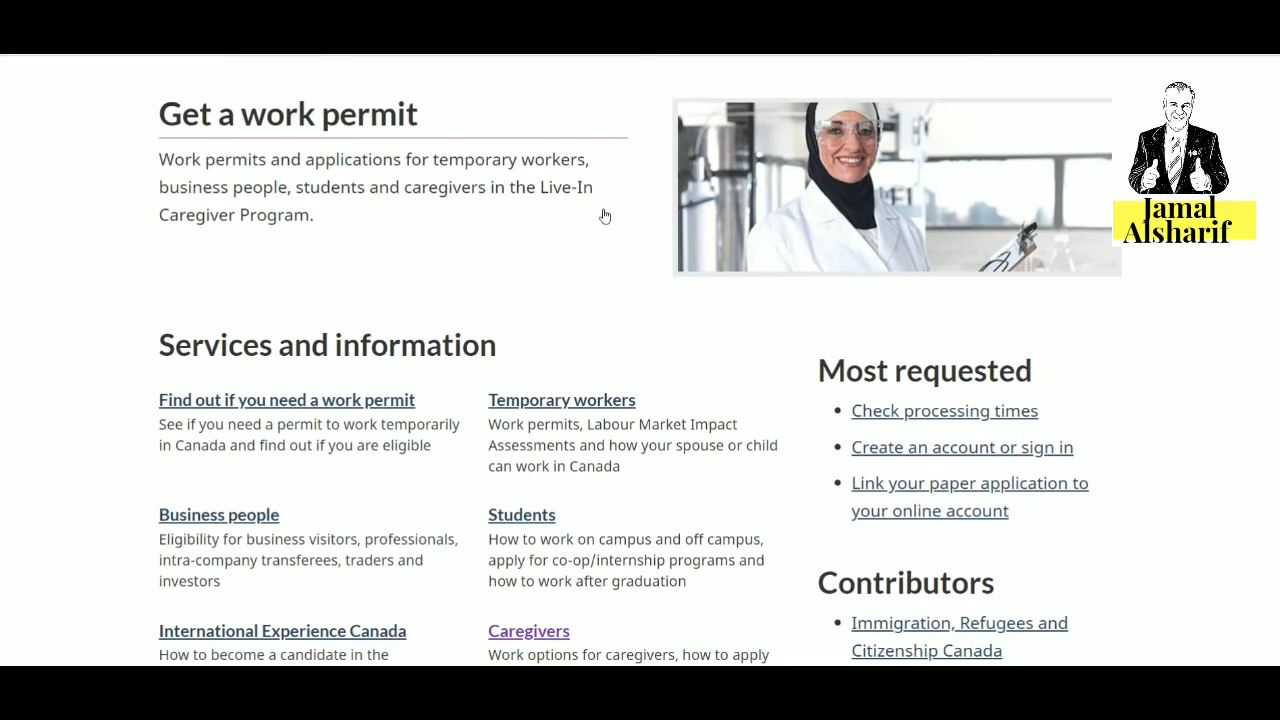 Get a work permit
Work permits and applications for temporary workers,
business people, students and caregivers in the Live-In
Caregiver Program.
Jamal
Alsharif
Services and information
Find out if you need a work permit
See if you need a permit to work temporarily
in Canada and find out if you are eligible
Temporary workers
Work permits, Labour Market Impact
Assessments and how your spouse or child
can work in Canada
Business people
Eligibility for business visitors, professionals,
intra-company transferees, traders and
investors
Students
How to work on campus and off campus,
apply for co-op/internship programs and
how to work after graduation
International Experience Canada
How to become a candidate in the
Caregivers
Work options for caregivers, how to apply
Most requested
Check processing times
Create an account or sign in
Link your paper application to
your online account
Contributors
Immigration, Refugees and
Citizenship Canada